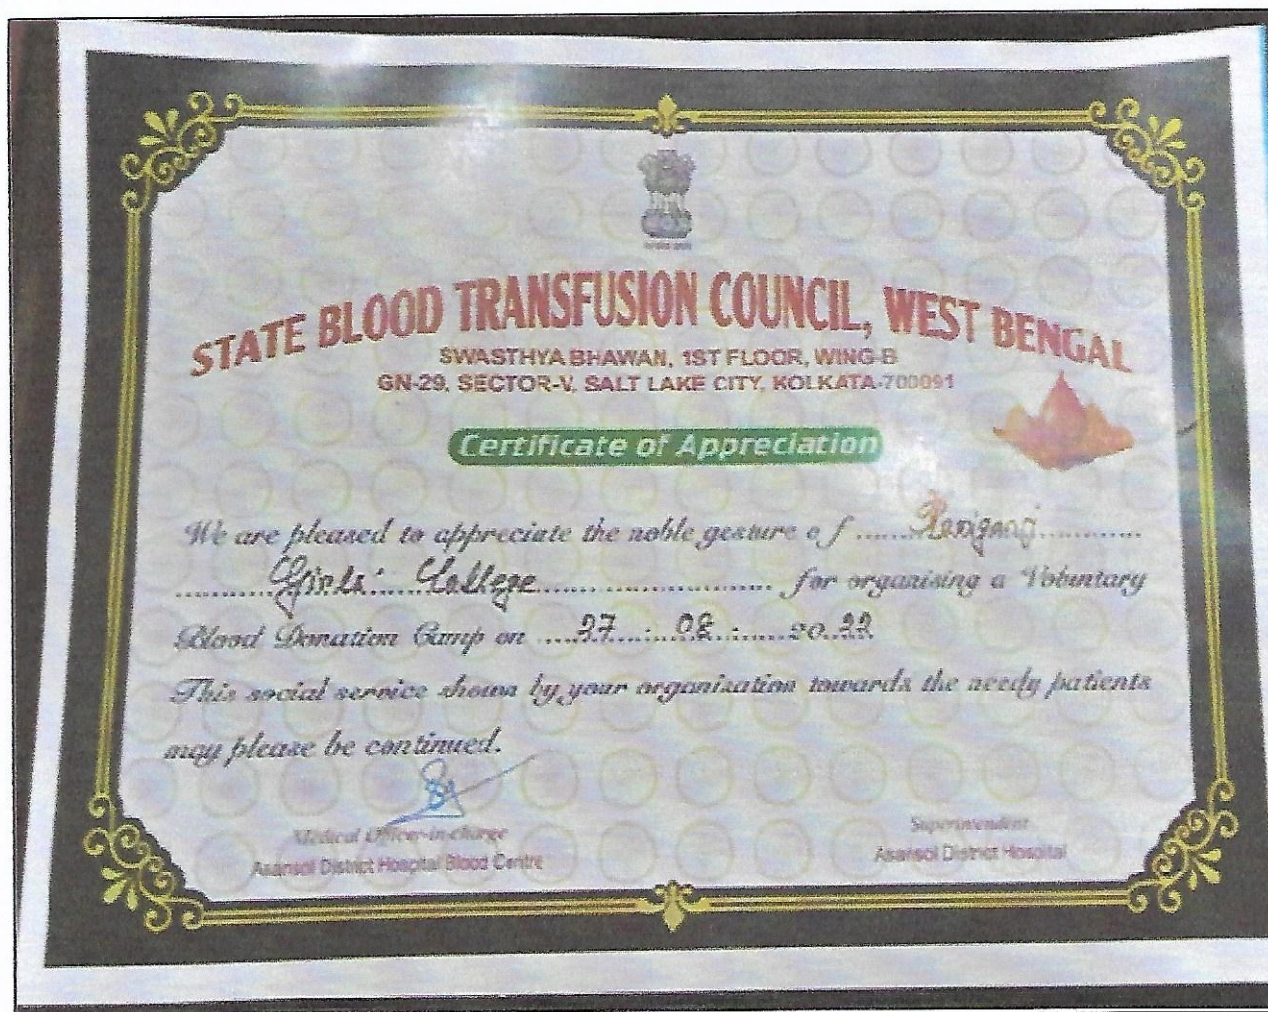 STATE BLOOD TRANSFUSION COUNCIL, WEST BENGAL
SWASTHYA BHAWAN, 1ST FLOOR, WING-B
GN-29, SECTOR-V, SALT LAKE CITY, KOLKATA-700091
Certificate of Appreciation
We are pleased to appreciate the noble gesture of ...... Raniganj ............
............ Girls' College ............................ for organising a Voluntary
Blood Donation Camp on .... 27 . 08 . 20 22
This social service shown by your organization towards the needy patients
may please be continued.
Medical Officer-in-charge
Asansol District Hospital Blood Centre
Superintendent
Asansol District Hospital